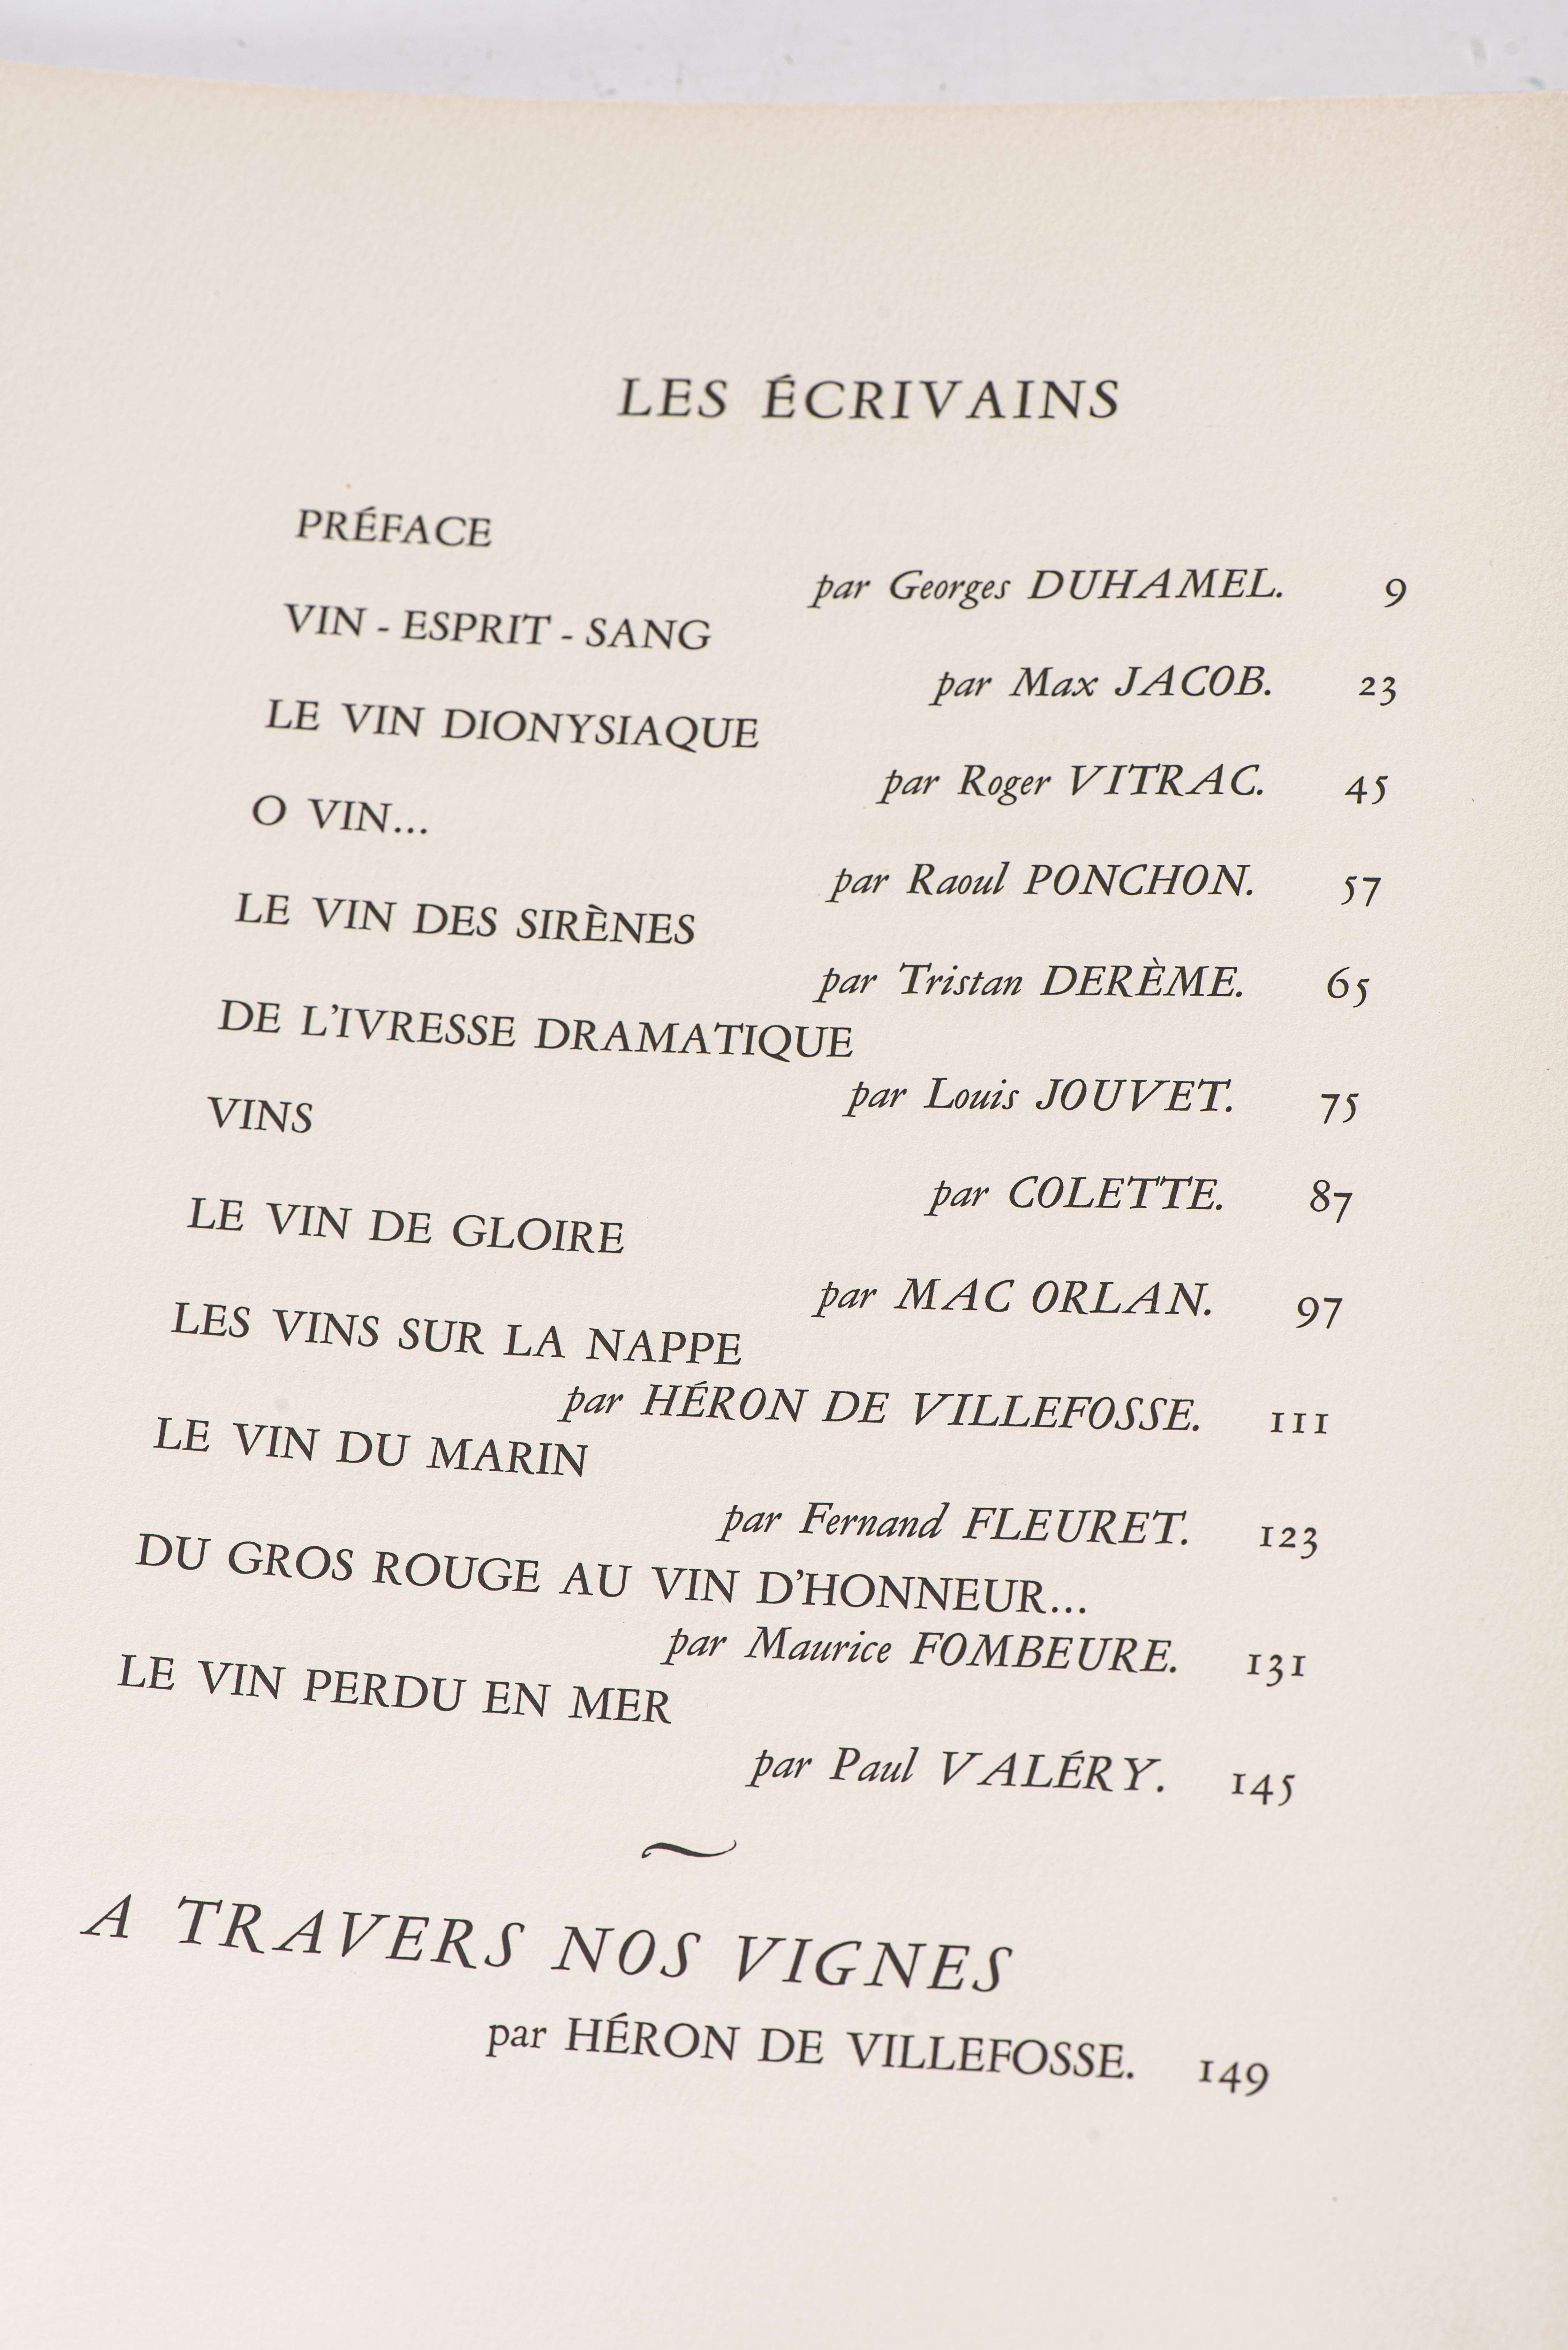 LES ÉCRIVAINS
PRÉFACE
par Georges DUHAMEL. 9
VIN - ESPRIT - SANG
par Max JACOB. 23
LE VIN DIONYSIAQUE
par Roger VITRAC. 45
O VIN...
par Raoul PONCHON. 57
LE VIN DES SIRÈNES
par Tristan DERÈME. 65
DE L'IVRESSE DRAMATIQUE
par Louis JOUVET. 75
VINS
par COLETTE. 87
LE VIN DE GLOIRE
par MAC ORLAN. 97
LES VINS SUR LA NAPPE
par HÉRON DE VILLEFOSSE. 111
LE VIN DU MARIN
par Fernand FLEURET. 123
DU GROS ROUGE AU VIN D'HONNEUR...
par Maurice FOMBEURE. 131
LE VIN PERDU EN MER
par Paul VALÉRY. 145
A TRAVERS NOS VIGNES
par HÉRON DE VILLEFOSSE. 149